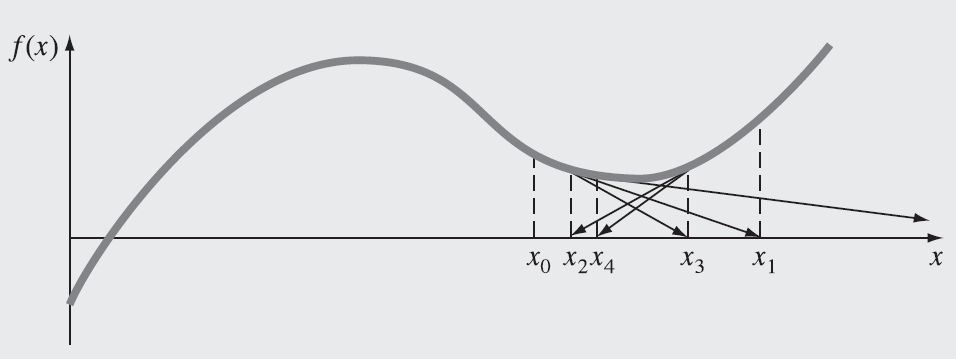 f(x)
x₀ x₂ x₄ x₃ x₁ x